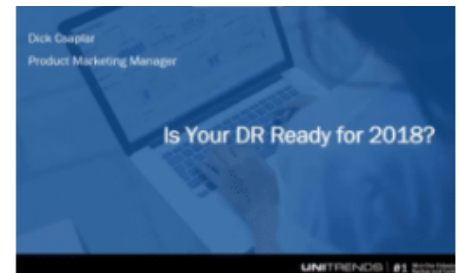 Dick Csaplar
Product Marketing Manager
Is Your DR Ready for 2018?
UNITRENDS #1